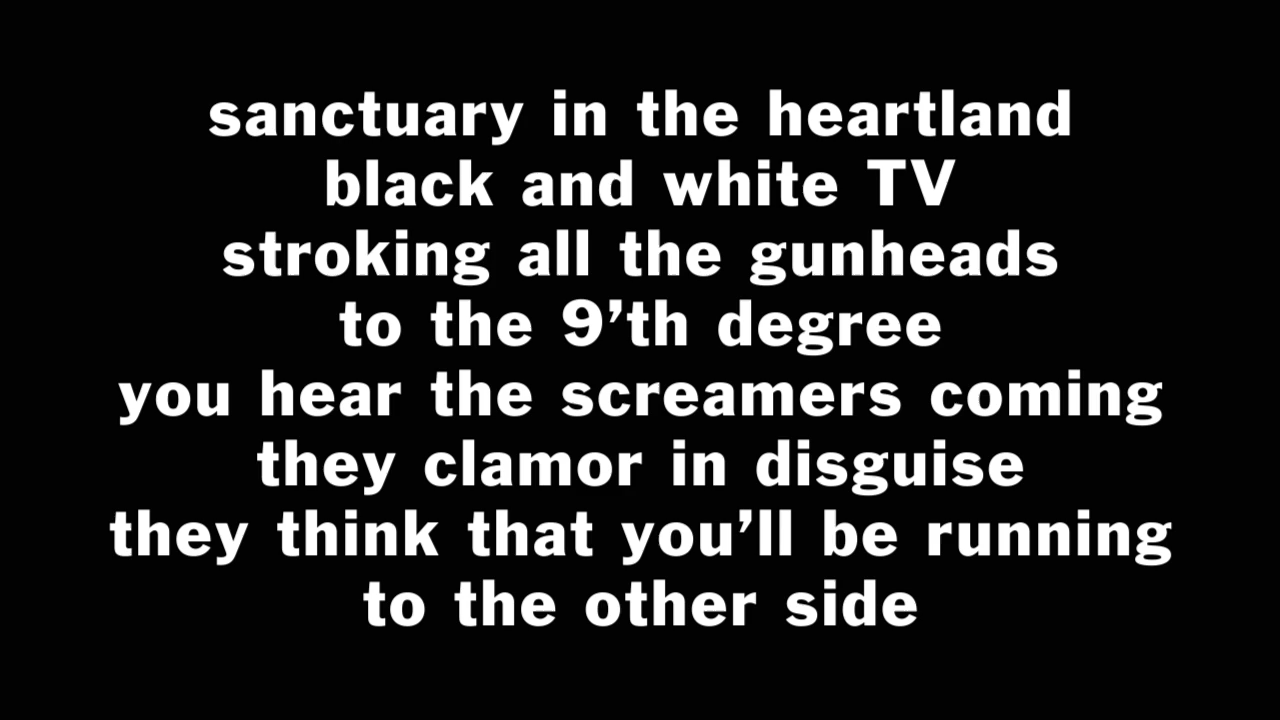 sanctuary in the heartland
black and white TV
stroking all the gunheads
to the 9’th degree
you hear the screamers coming
they clamor in disguise
they think that you’ll be running
to the other side